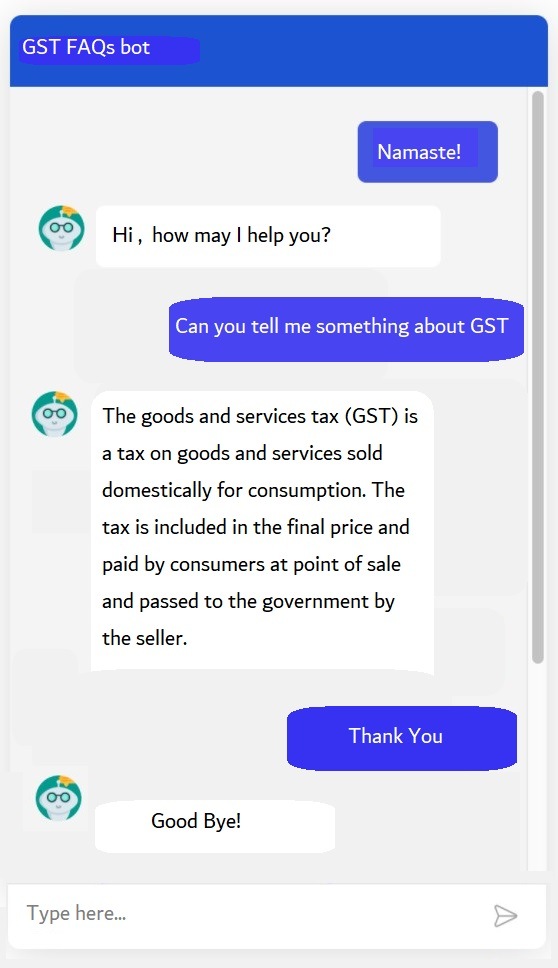 GST FAQs bot
Namaste!
Hi , how may I help you?
Can you tell me something about GST
The goods and services tax (GST) is
a tax on goods and services sold
domestically for consumption. The
tax is included in the final price and
paid by consumers at point of sale
and passed to the government by
the seller.
Thank You
Good Bye!
Type here...